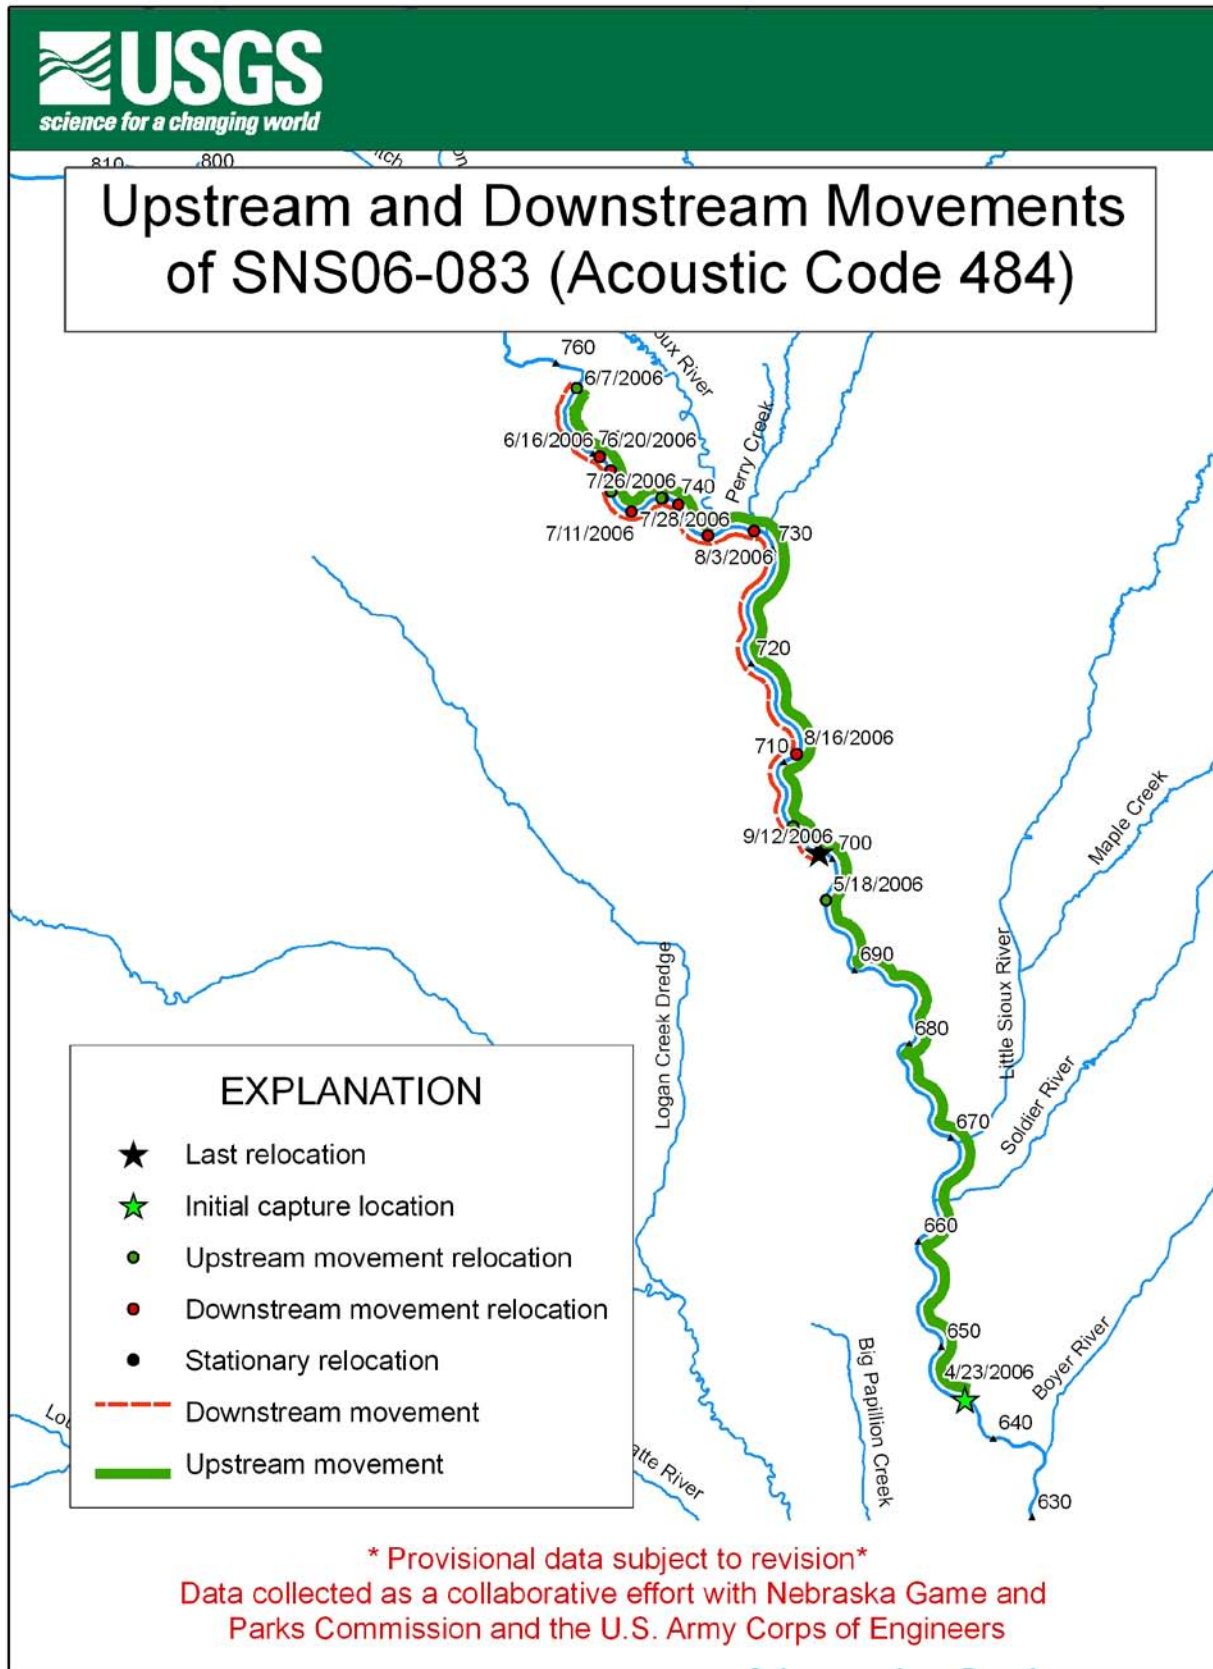 USGS
science for a changing world
810
800
Upstream and Downstream Movements
of SNS06-083 (Acoustic Code 484)
760
6/7/2006
River
Perry Creek
6/16/2006
6/20/2006
7/26/2006
740
7/11/2006
7/28/2006
730
8/3/2006
720
8/16/2006
710
9/12/2006
700
5/18/2006
690
680
670
660
650
4/23/2006
640
630
Maple Creek
Little Sioux River
Logan Creek Dredge
Soldier River
Boyer River
Big Papillion Creek
River
EXPLANATION
Last relocation
Initial capture location
Upstream movement relocation
Downstream movement relocation
Stationary relocation
Downstream movement
Upstream movement
* Provisional data subject to revision*
Data collected as a collaborative effort with Nebraska Game and
Parks Commission and the U.S. Army Corps of Engineers